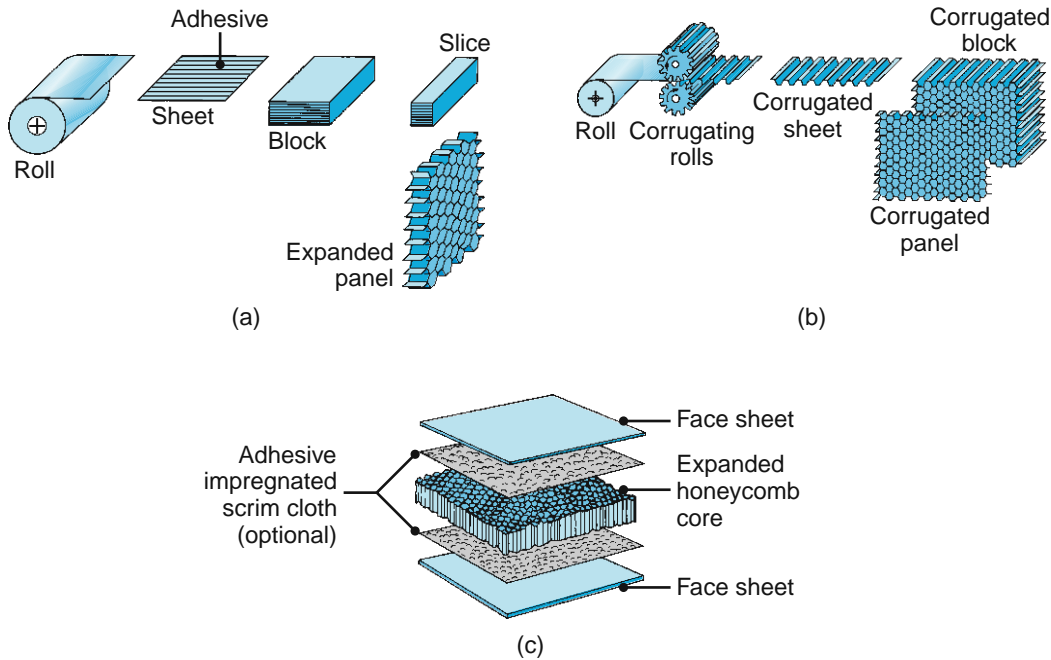 Adhesive
Roll
Sheet
Block
Slice
Expanded
panel
(a)
Roll
Corrugating
rolls
Corrugated
sheet
Corrugated
block
Corrugated
panel
(b)
Adhesive
impregnated
scrim cloth
(optional)
Face sheet
Expanded
honeycomb
core
Face sheet
(c)